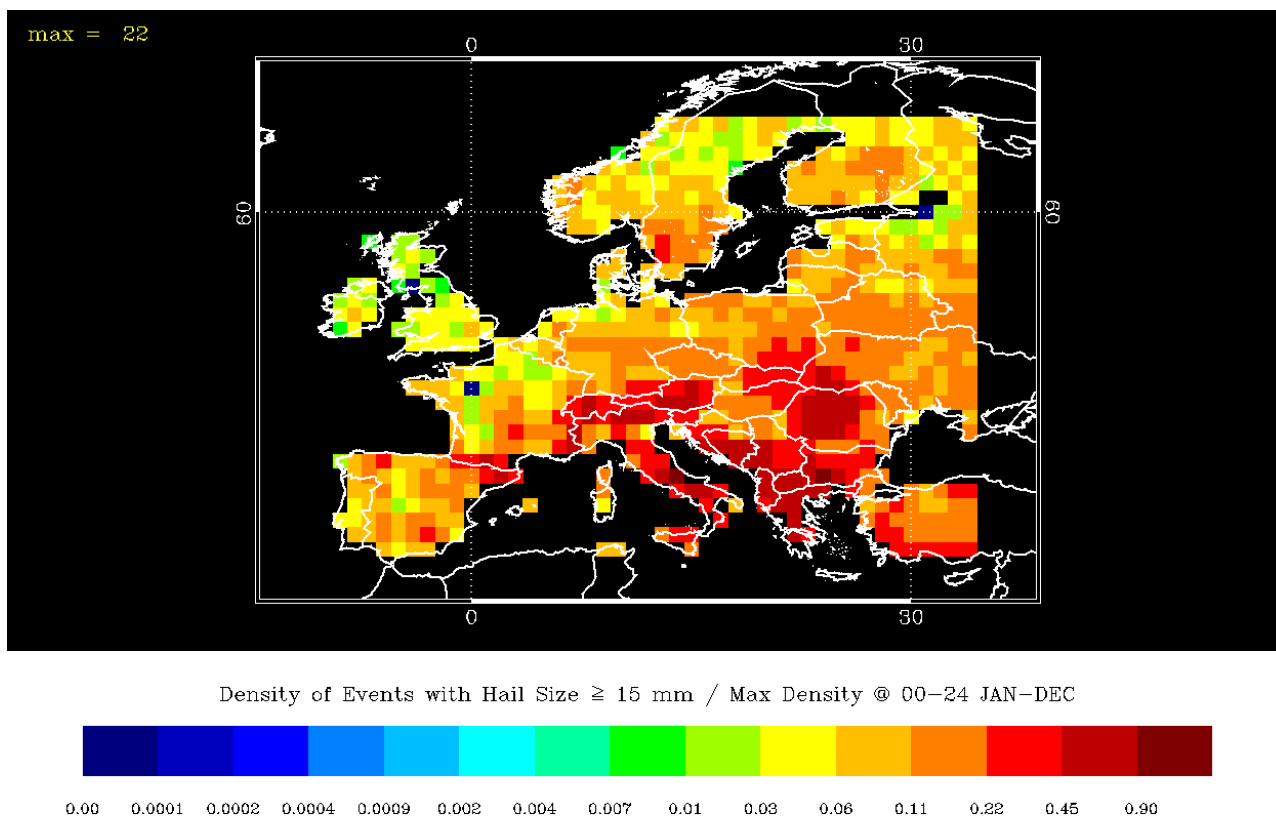 max = 22
0 30
60 60
0 30
Density of Events with Hail Size ≧ 15 mm / Max Density @ 00−24 JAN−DEC
0.00 0.0001 0.0002 0.0004 0.0009 0.002 0.004 0.007 0.01 0.03 0.06 0.11 0.22 0.45 0.90